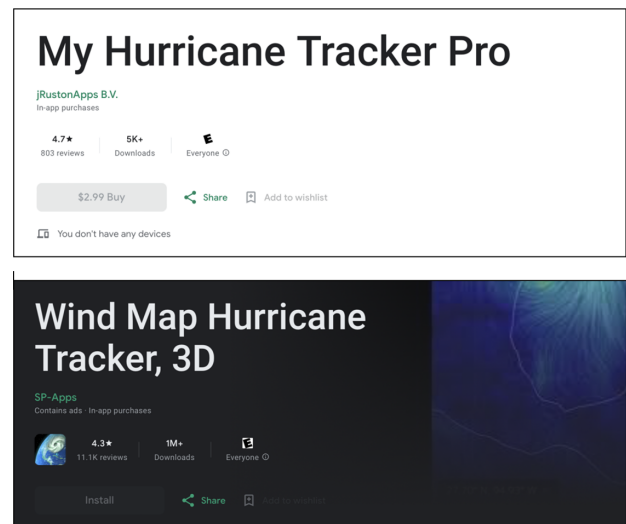 My Hurricane Tracker Pro
jRustonApps B.V.
In-app purchases
4.7★ 5K+ E
803 reviews Downloads Everyone ⓘ
$2.99 Buy Share Add to wishlist
You don't have any devices
Wind Map Hurricane
Tracker, 3D
SP-Apps
Contains ads · In-app purchases
4.3★ 1M+ E
11.1K reviews Downloads Everyone ⓘ
Install Share Add to wishlist